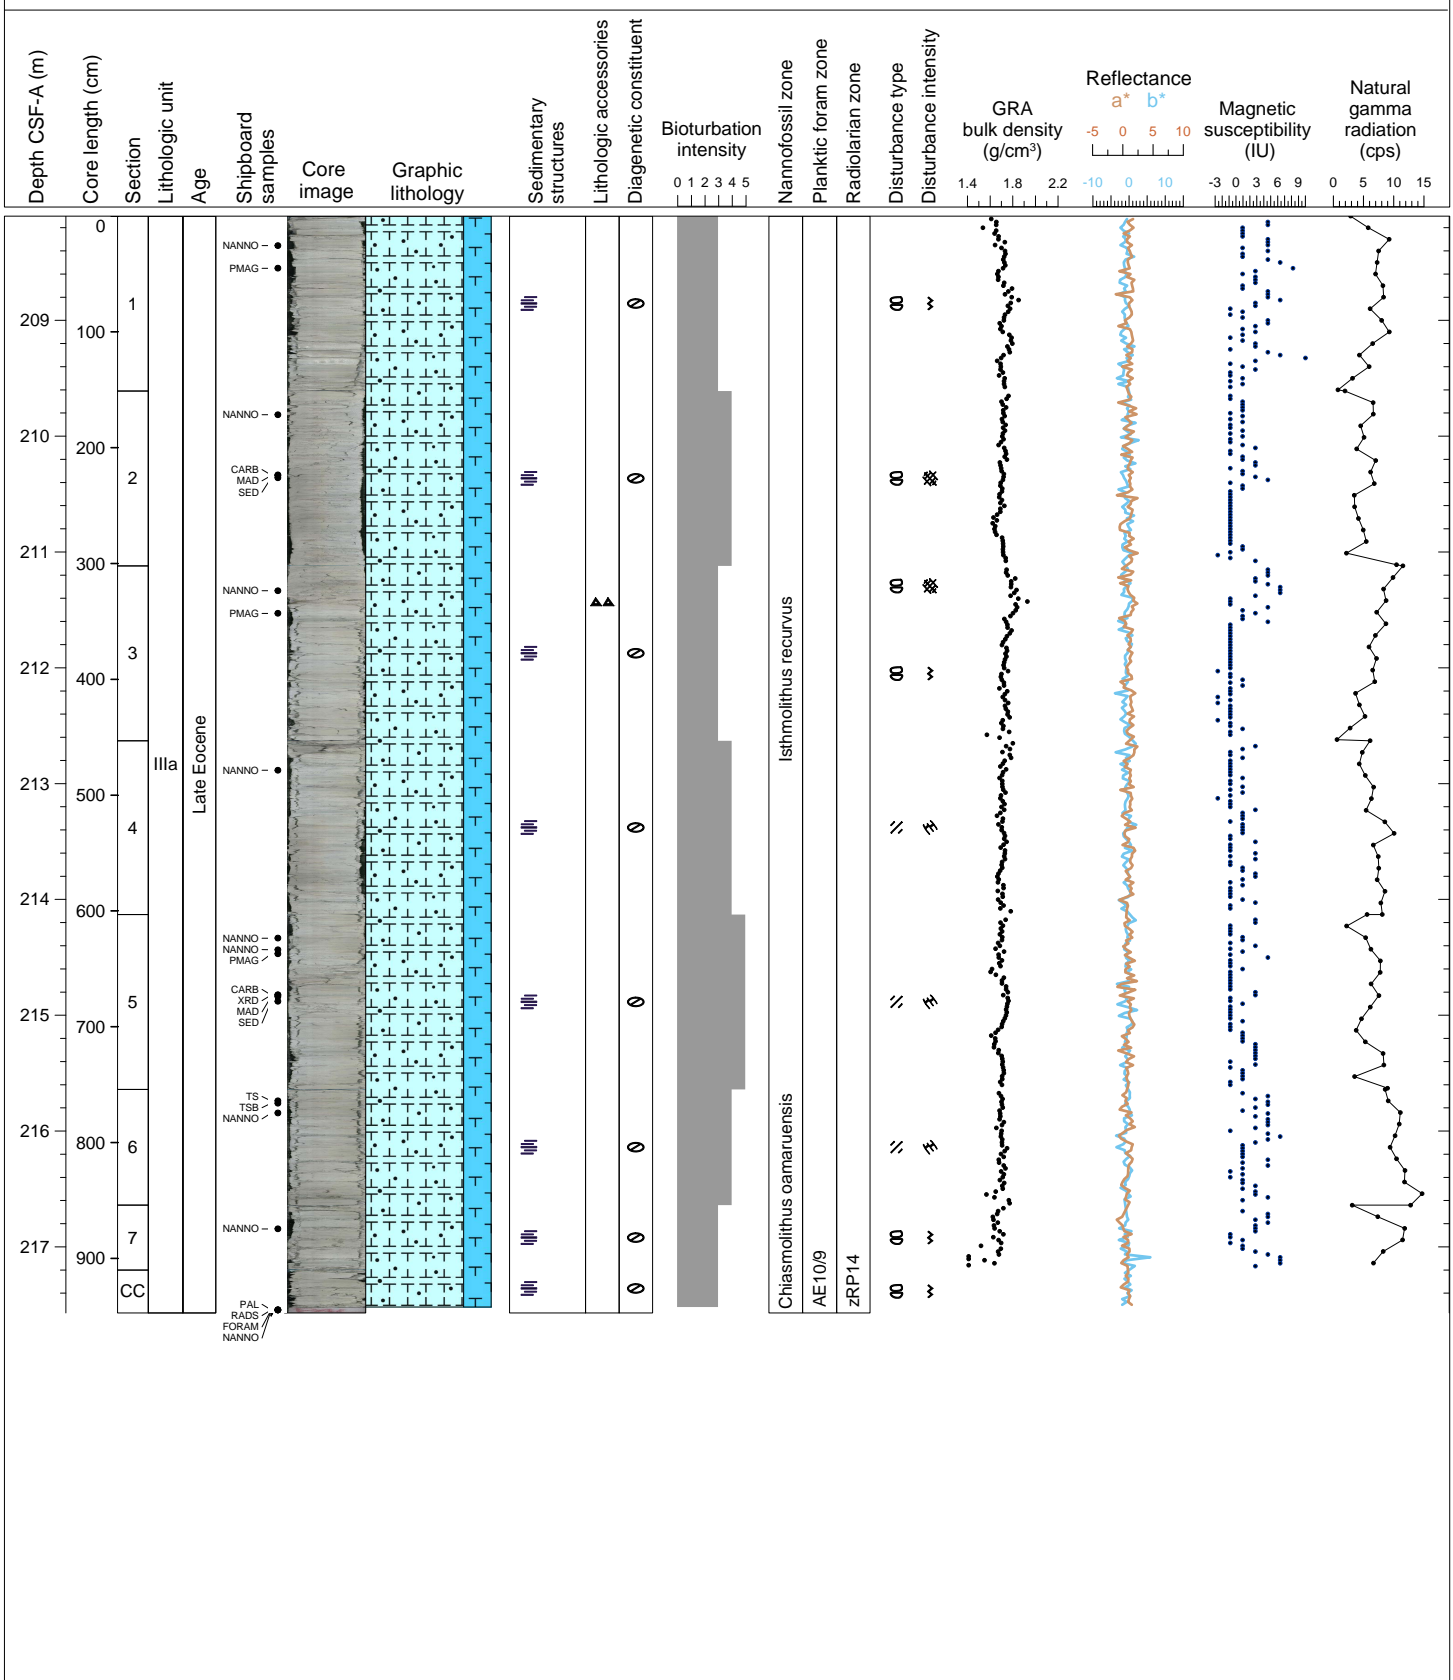 Depth CSF-A (m)
Core length (cm)
Section
Lithologic unit
Age
Shipboard
samples
Core
image
Graphic
lithology
Sedimentary
structures
Lithologic accessories
Diagenetic constituent
Bioturbation
intensity
0 1 2 3 4 5
Nannofossil zone
Planktic foram zone
Radiolarian zone
Disturbance type
Disturbance intensity
GRA
bulk density
(g/cm³)
1.4 1.8 2.2
Reflectance
a* b*
-5 0 5 10
-10 0 10
Magnetic
susceptibility
(IU)
-3 0 3 6 9
Natural
gamma
radiation
(cps)
0 5 10 15
209
210
211
212
213
214
215
216
217
0
100
200
300
400
500
600
700
800
900
1
2
3
4
5
6
7
CC
IIIa
Late Eocene
NANNO
PMAG
NANNO
CARB
MAD
SED
NANNO
PMAG
NANNO
NANNO
NANNO
PMAG
CARB
XRD
MAD
SED
TS
TSB
NANNO
NANNO
PAL
RADS
FORAM
NANNO
Isthmolithus recurvus
Chiasmolithus oamaruensis
AE10/9
zRP14